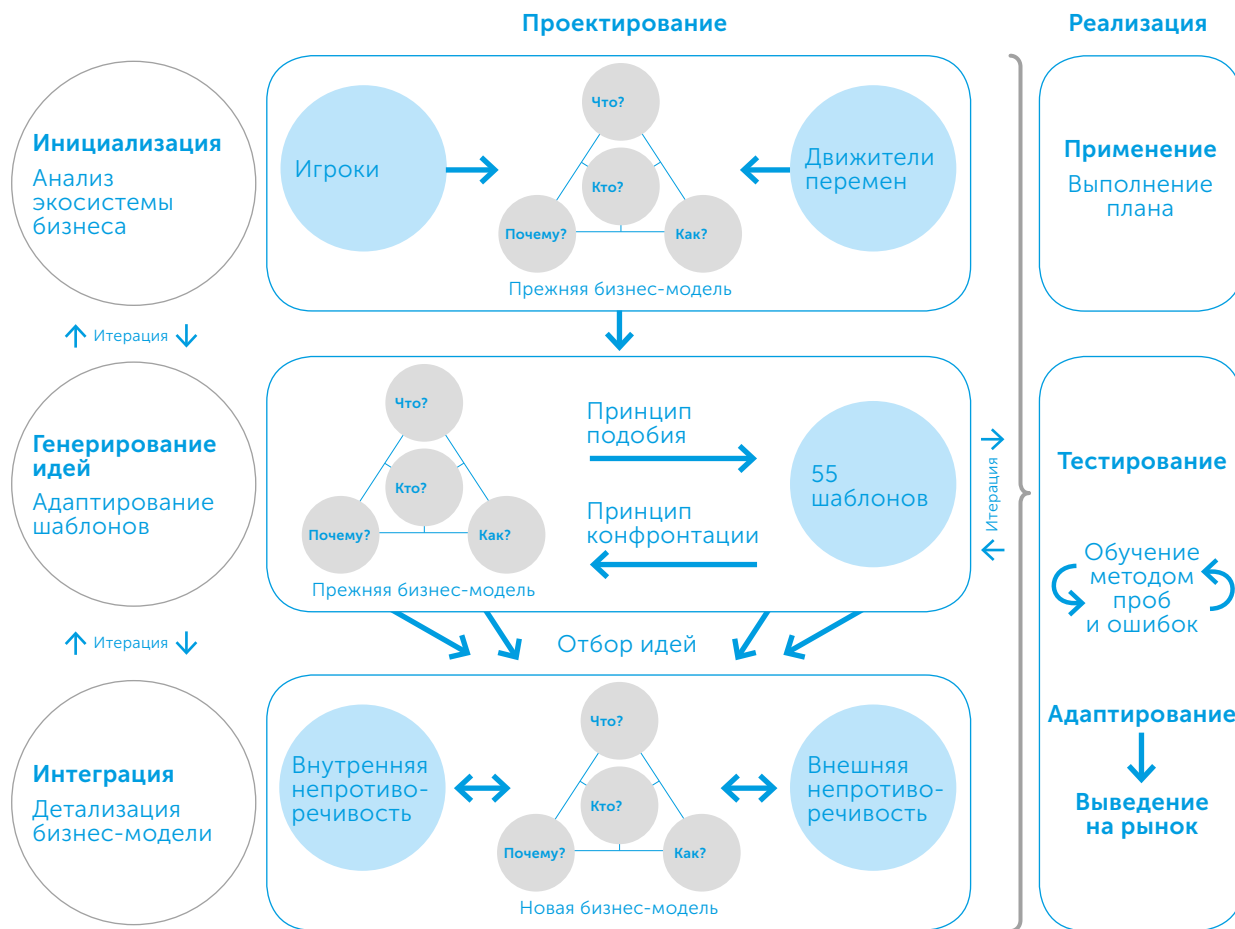 Проектирование
Реализация
Инициализация
Анализ
экосистемы
бизнеса
Игроки
Что?
Кто?
Почему?
Как?
Движители
перемен
Прежняя бизнес-модель
Применение
Выполнение
плана
Итерация
Генерирование
идей
Адаптирование
шаблонов
Что?
Кто?
Почему?
Как?
Прежняя бизнес-модель
Принцип
подобия
Принцип
конфронтации
55
шаблонов
Итерация
Тестирование
Обучение
методом
проб
и ошибок
Итерация
Отбор идей
Интеграция
Детализация
бизнес-модели
Внутренняя
непротиво-
речивость
Что?
Кто?
Почему?
Как?
Внешняя
непротиво-
речивость
Новая бизнес-модель
Адаптирование
Выведение
на рынок